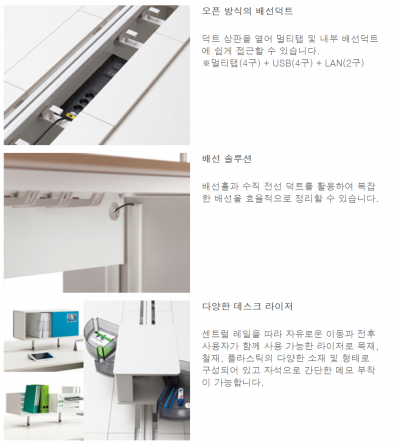 오픈 방식의 배선덕트
덕트 상판을 열어 멀티탭 및 내부 배선덕트
에 쉽게 접근할 수 있습니다.
※멀티탭(4구) + USB(4구) + LAN(2구)
배선 솔루션
배선홀과 수직 전선 덕트를 활용하여 복잡
한 배선을 효율적으로 정리할 수 있습니다.
다양한 데스크 라이저
센트럴 레일을 따라 자유로운 이동과 전후
사용자가 함께 사용 가능한 라이저로 목재,
철재, 플라스틱의 다양한 소재 및 형태로
구성되어 있고 자석으로 간단한 메모 부착
이 가능합니다.